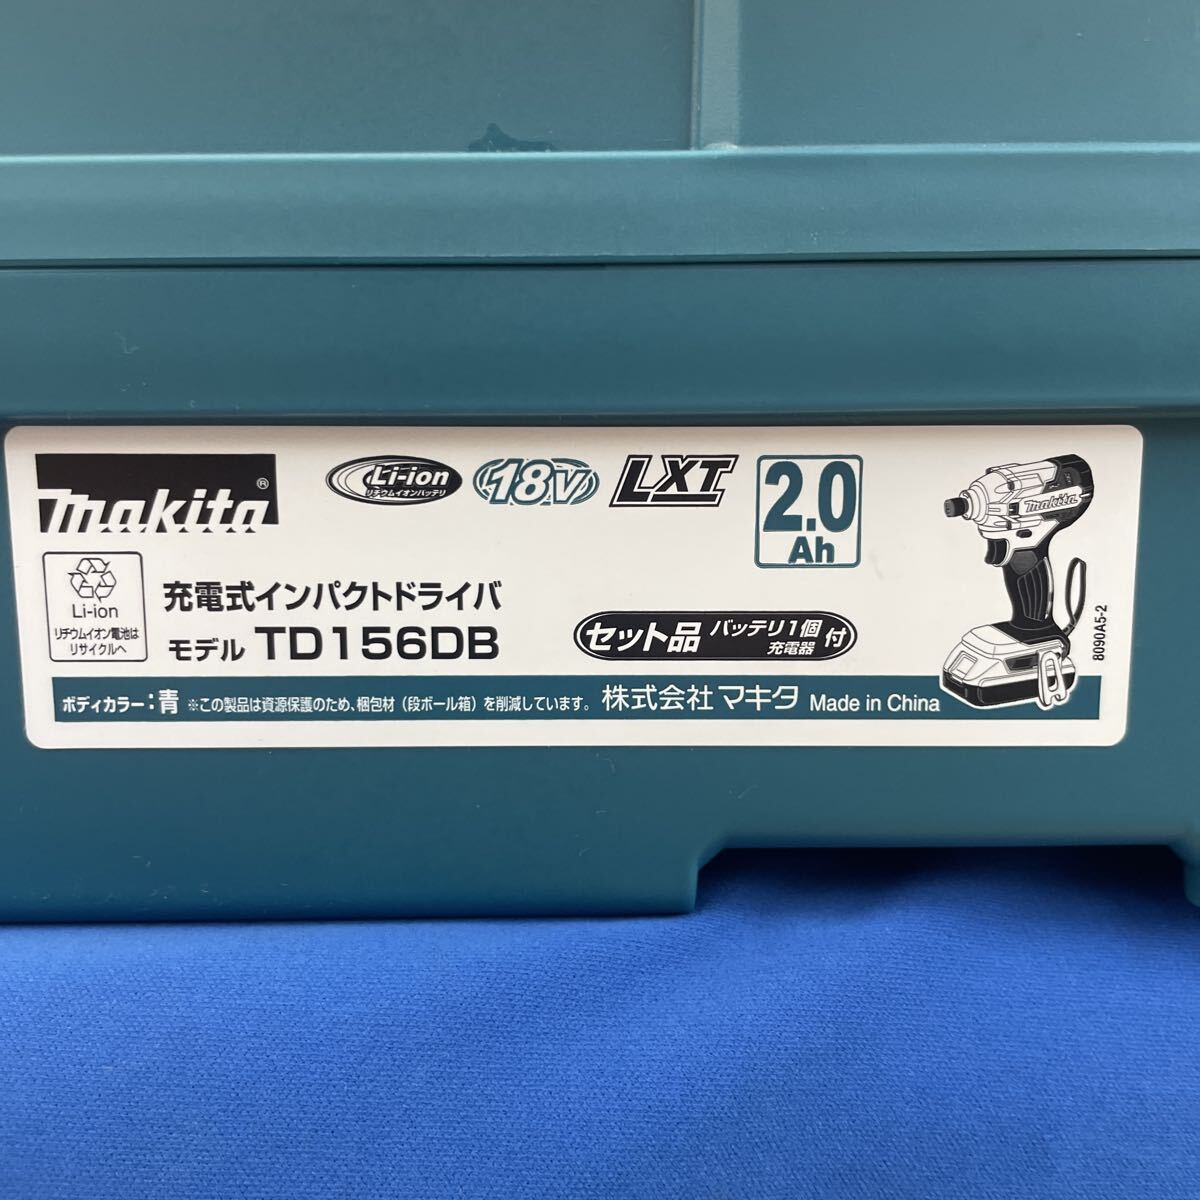 makita®
Li-ion
リチウムイオンバッテリ
18V
LXT
2.0
Ah
makita
Li-ion
リチウムイオン電池は
リサイクルへ
充電式インパクトドライバ
モデル TD156DB
セット品 バッテリ1個
充電器 付
8090A5-2
ボディカラー:青 ※この製品は資源保護のため、梱包材(段ボール箱)を削減しています。 株式会社 マキタ Made in China